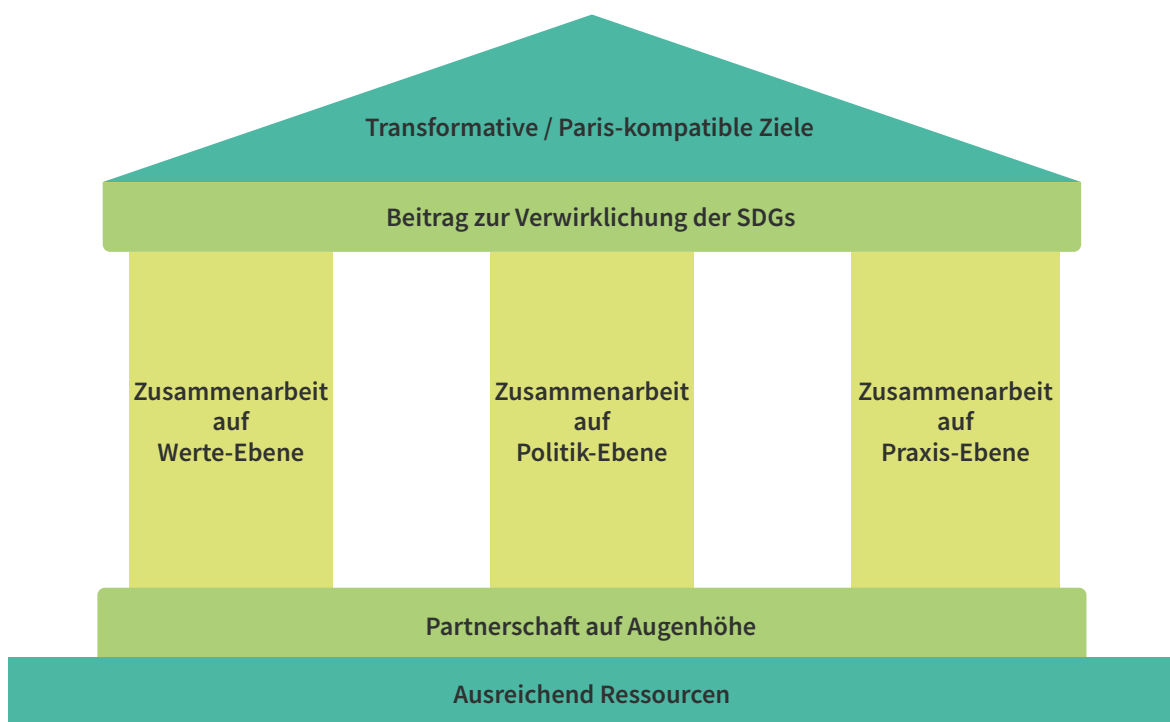 Transformative / Paris-kompatible Ziele
Beitrag zur Verwirklichung der SDGs
Zusammenarbeit
auf
Werte-Ebene
Zusammenarbeit
auf
Politik-Ebene
Zusammenarbeit
auf
Praxis-Ebene
Partnerschaft auf Augenhöhe
Ausreichend Ressourcen